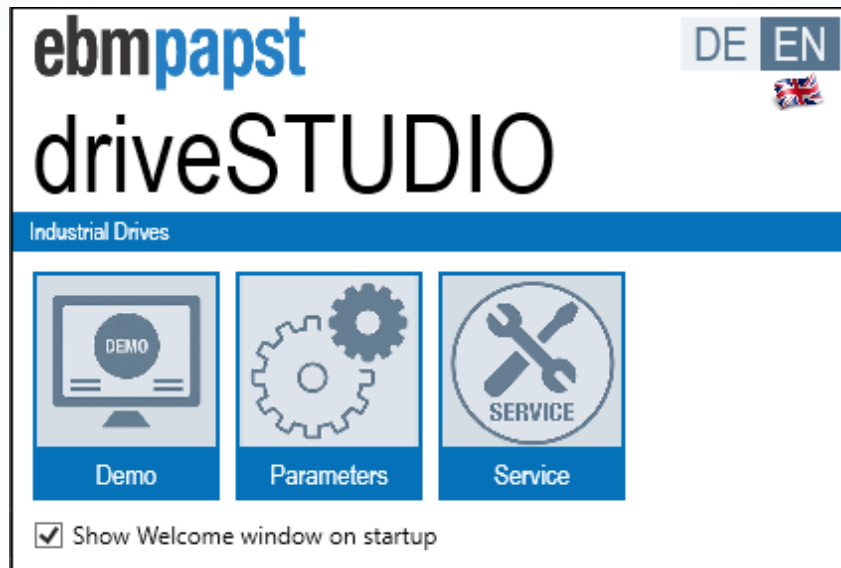 ebmpapst
DE EN
driveSTUDIO
Industrial Drives
DEMO
SERVICE
Demo
Parameters
Service
Show Welcome window on startup